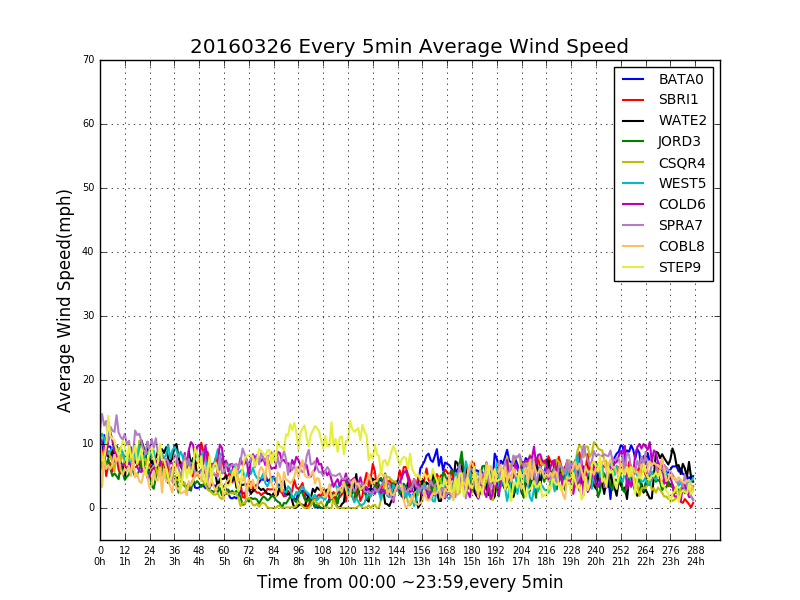 20160326 Every 5min Average Wind Speed
70
60
50
40
30
20
10
0
Average Wind Speed(mph)
BATA0
SBRI1
WATE2
JORD3
CSQR4
WEST5
COLD6
SPRA7
COBL8
STEP9
0 12 24 36 48 60 72 84 96 108 120 132 144 156 168 180 192 204 216 228 240 252 264 276 288
0h 1h 2h 3h 4h 5h 6h 7h 8h 9h 10h 11h 12h 13h 14h 15h 16h 17h 18h 19h 20h 21h 22h 23h 24h
Time from 00:00 ~23:59,every 5min